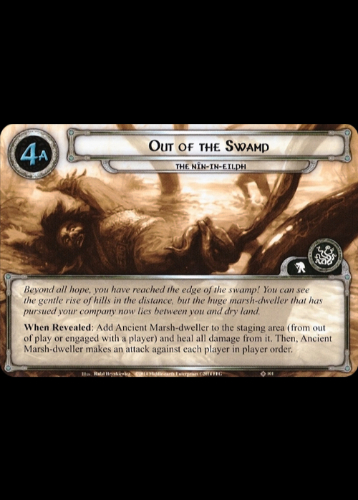 4A
OUT OF THE SWAMP
THE NÎN-IN-EILPH
Beyond all hope, you have reached the edge of the swamp! You can see
the gentle rise of hills in the distance, but the huge marsh-dweller that has
pursued your company now lies between you and dry land.
When Revealed: Add Ancient Marsh-dweller to the staging area (from out
of play or engaged with a player) and heal all damage from it. Then, Ancient
Marsh-dweller makes an attack against each player in player order.